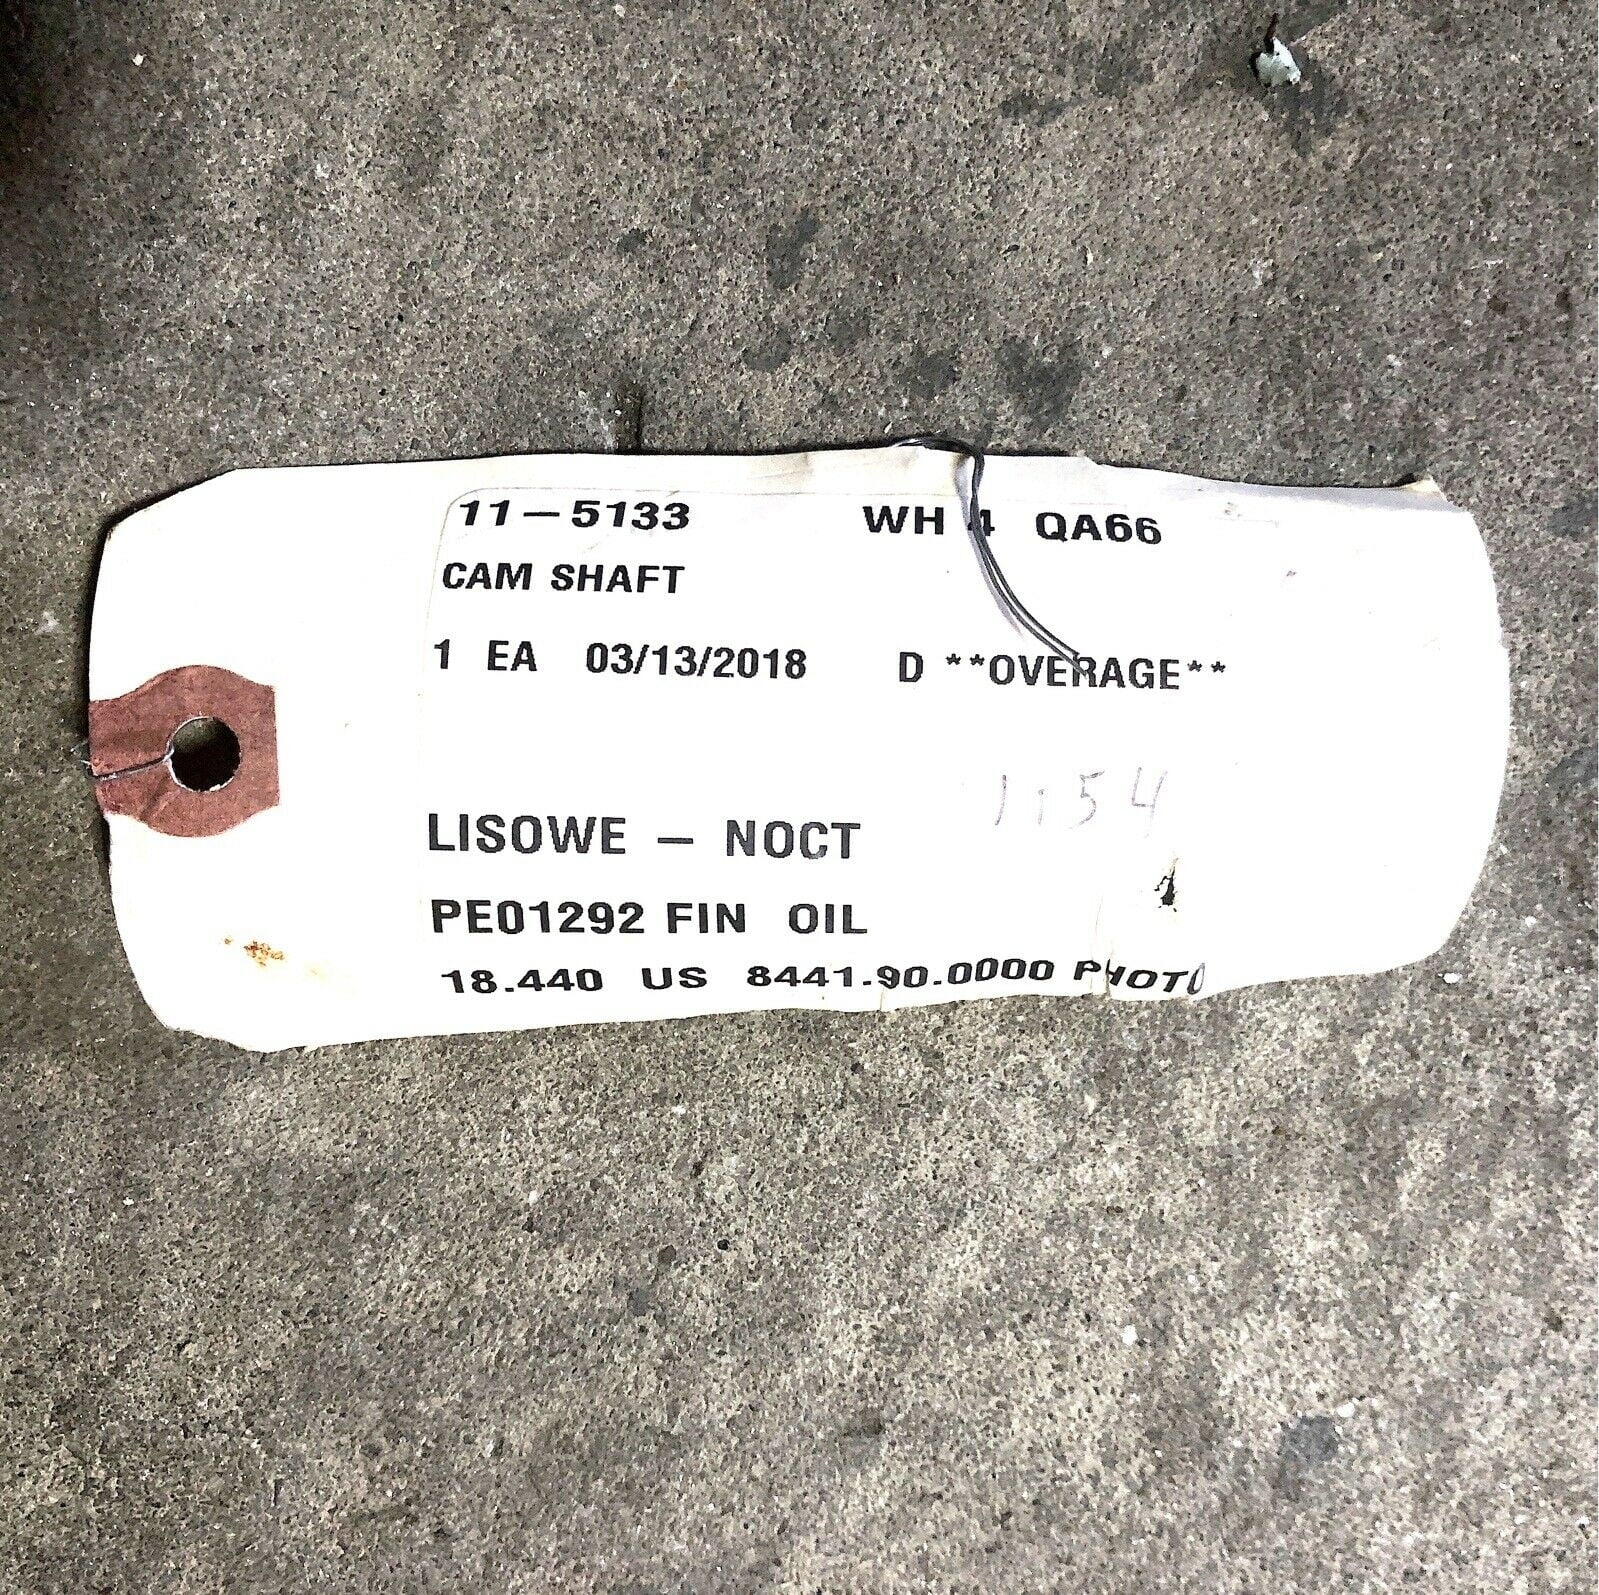 11-5133 WH 4 QA66
CAM SHAFT
1 EA 03/13/2018 D **OVERAGE**
1154
LISOWE - NOCT
PE01292 FIN OIL
18.440 US 8441.90.0000 PHOTO